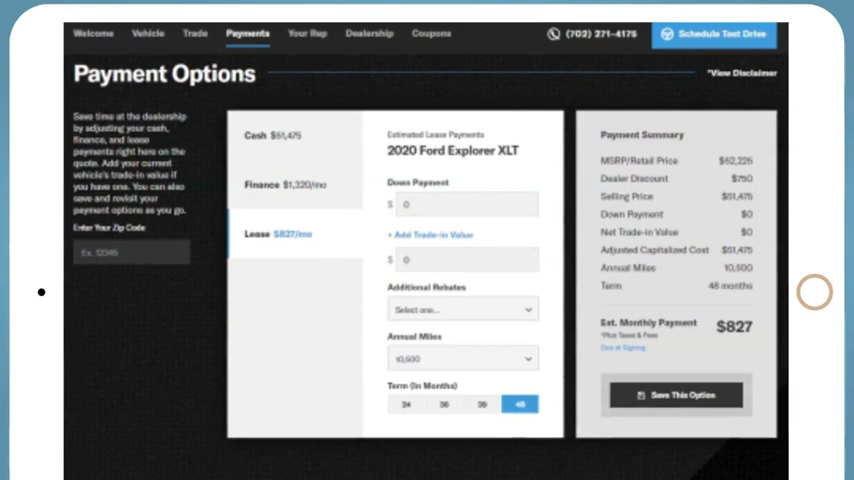 Welcome Vehicle Trade Payments Your Rep Dealership Coupons (702) 271-4175 Schedule Test Drive
Payment Options
*View Disclaimer
Save time at the dealership
by adjusting your cash,
finance, and lease
payments right here on the
quote. Add your current
vehicle's trade-in value if
you have one. You can also
save and revisit your
payment options as you go.
Enter Your Zip Code
Ex. 12345
Cash $51,475
Finance $1,320/mo
Lease $827/mo
Estimated Lease Payments
2020 Ford Explorer XLT
Down Payment
$ 0
+ Add Trade-in Value
$ 0
Additional Rebates
Select one...
Annual Miles
10,500
Term (In Months)
24 36 39 48
Payment Summary
MSRP/Retail Price $52,225
Dealer Discount $750
Selling Price $51,475
Down Payment $0
Net Trade-in Value $0
Adjusted Capitalized Cost $51,475
Annual Miles 10,500
Term 48 months
Est. Monthly Payment $827
*Plus Taxes & Fees
Due at Signing
Save This Option